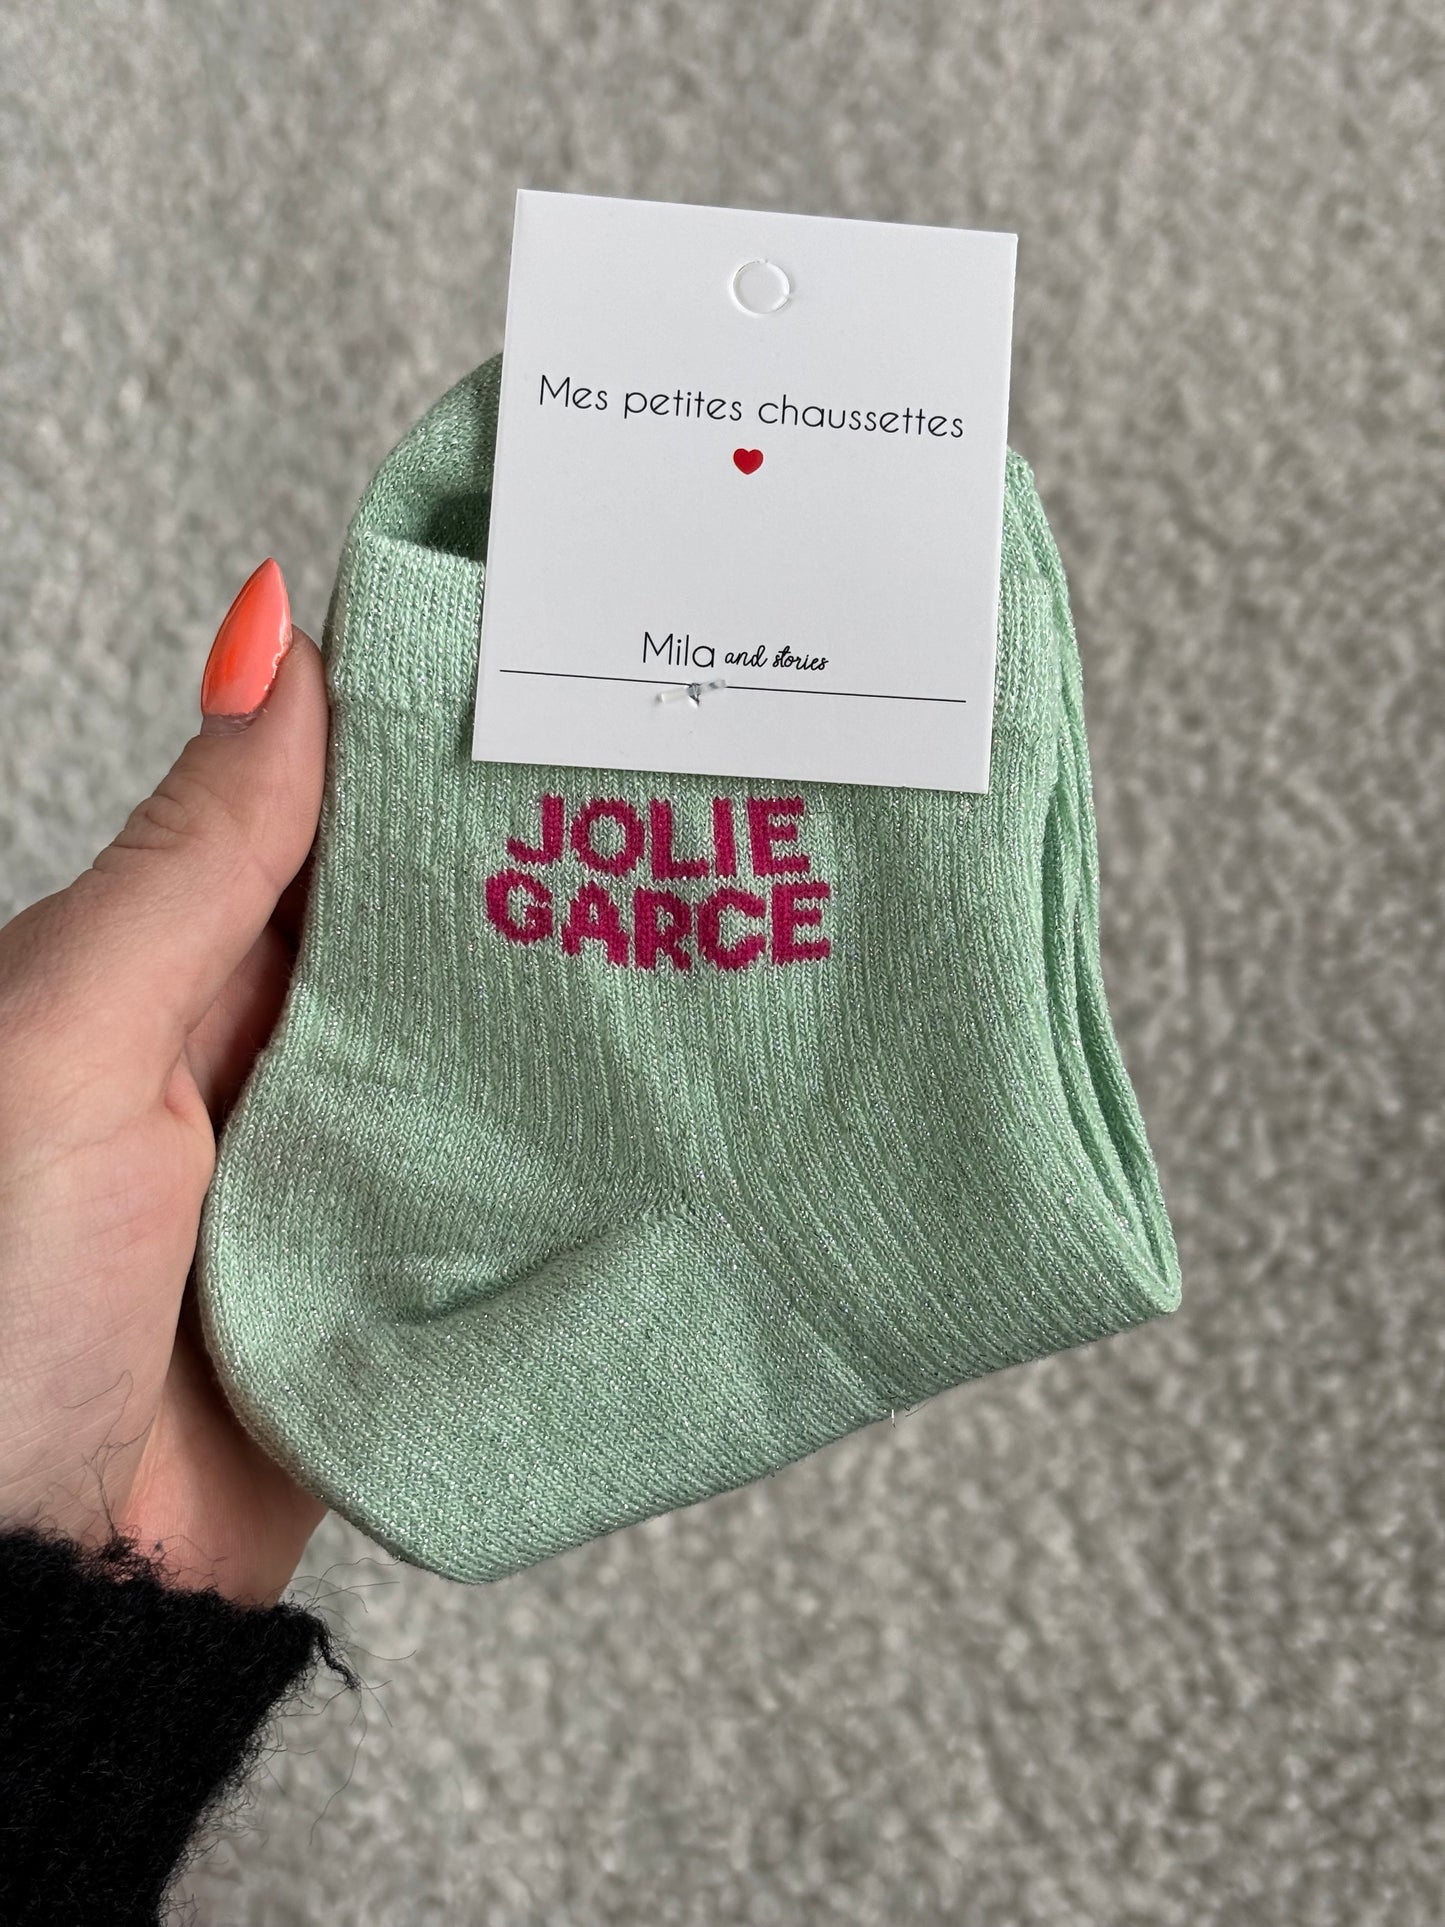 Mes petites chaussettes
Mila and stories
JOLIE
GARCE